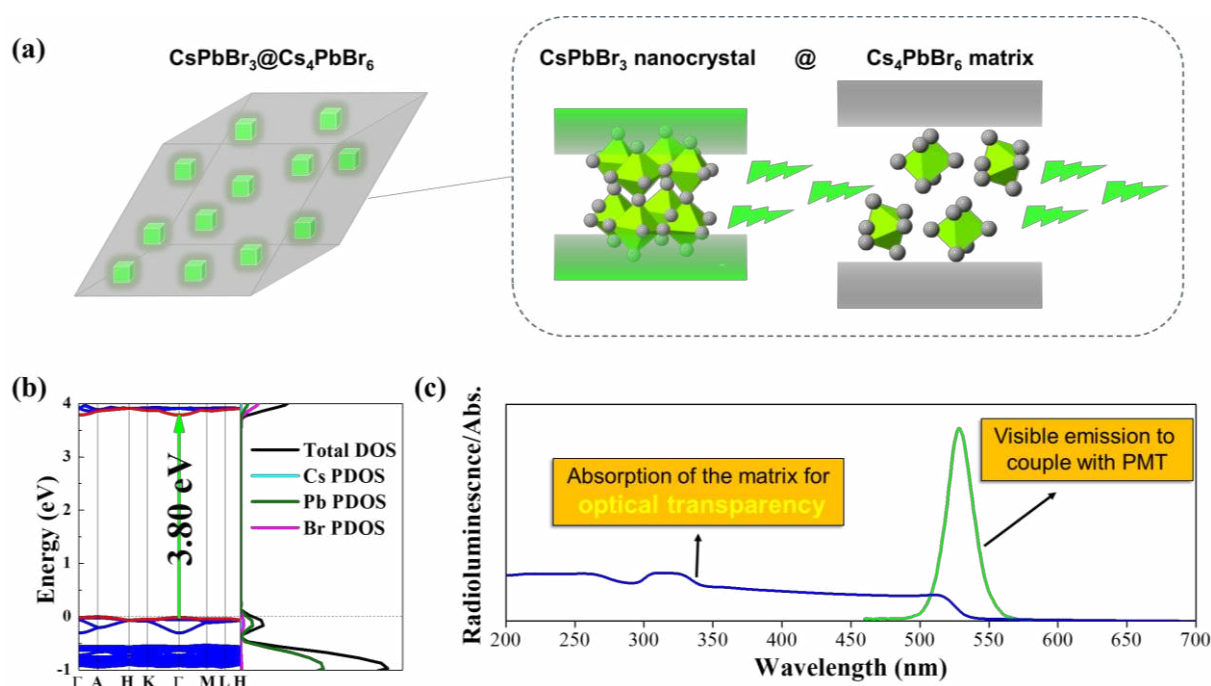 (a)
CsPbBr3@Cs4PbBr6
CsPbBr3 nanocrystal @ Cs4PbBr6 matrix
(b)
4
3
2
1
0
-1
Energy (eV)
3.80 eV
Total DOS
Cs PDOS
Pb PDOS
Br PDOS
Γ A H K Γ M L H
(c)
Radioluminescnce/Abs.
Absorption of the matrix for
optical transparency
Visible emission to
couple with PMT
200 250 300 350 400 450 500 550 600 650 700
Wavelength (nm)